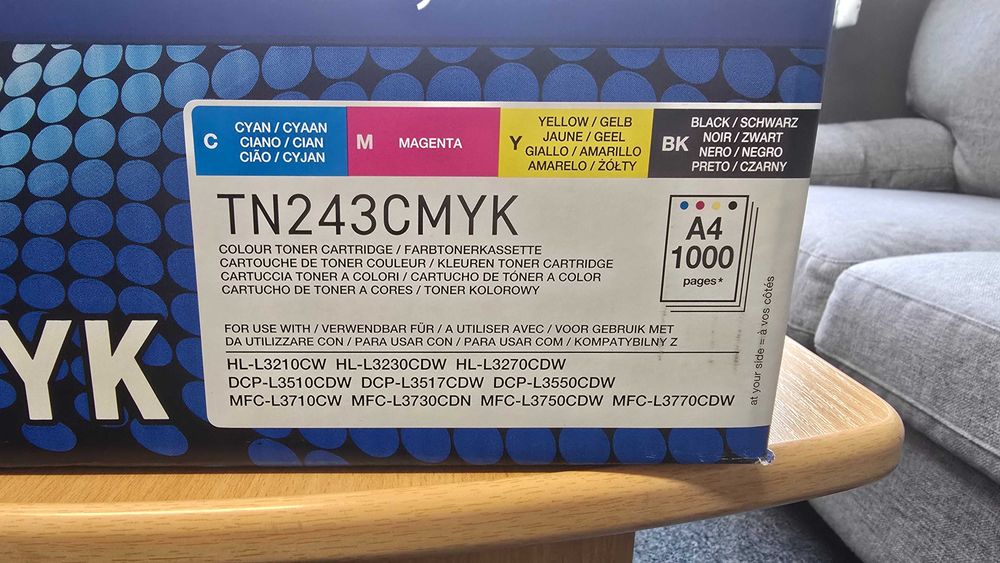 C
CYAN / CYAAN
CIANO / CIAN
CIÃO / CYJAN
M
MAGENTA
Y
YELLOW / GELB
JAUNE / GEEL
GIALLO / AMARILLO
AMARELO / ŻÓŁTY
BK
BLACK / SCHWARZ
NOIR / ZWART
NERO / NEGRO
PRETO / CZARNY
TN243CMYK
COLOUR TONER CARTRIDGE / FARBTONERKASSETTE
CARTOUCHE DE TONER COULEUR / KLEUREN TONER CARTRIDGE
CARTUCCIA TONER A COLORI / CARTUCHO DE TÓNER A COLOR
CARTUCHO DE TONER A CORES / TONER KOLOROWY
A4
1000
pages*
FOR USE WITH / VERWENDBAR FÜR / A UTILISER AVEC / VOOR GEBRUIK MET
DA UTILIZZARE CON / PARA USAR CON / PARA USAR COM / KOMPATYBILNY Z
HL-L3210CW HL-L3230CDW HL-L3270CDW
DCP-L3510CDW DCP-L3517CDW DCP-L3550CDW
MFC-L3710CW MFC-L3730CDN MFC-L3750CDW MFC-L3770CDW
at your side = à vos côtés
YK